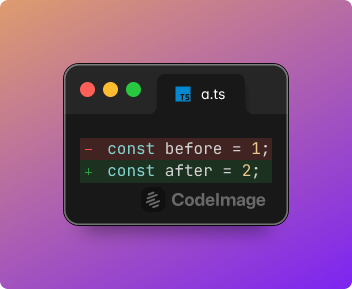 TS a.ts
- const before = 1;
+ const after = 2;
CodeImage